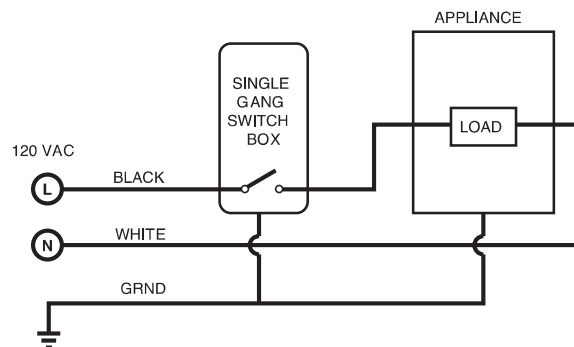 APPLIANCE
SINGLE
GANG
SWITCH
BOX
LOAD
120 VAC
BLACK
L
WHITE
N
GRND